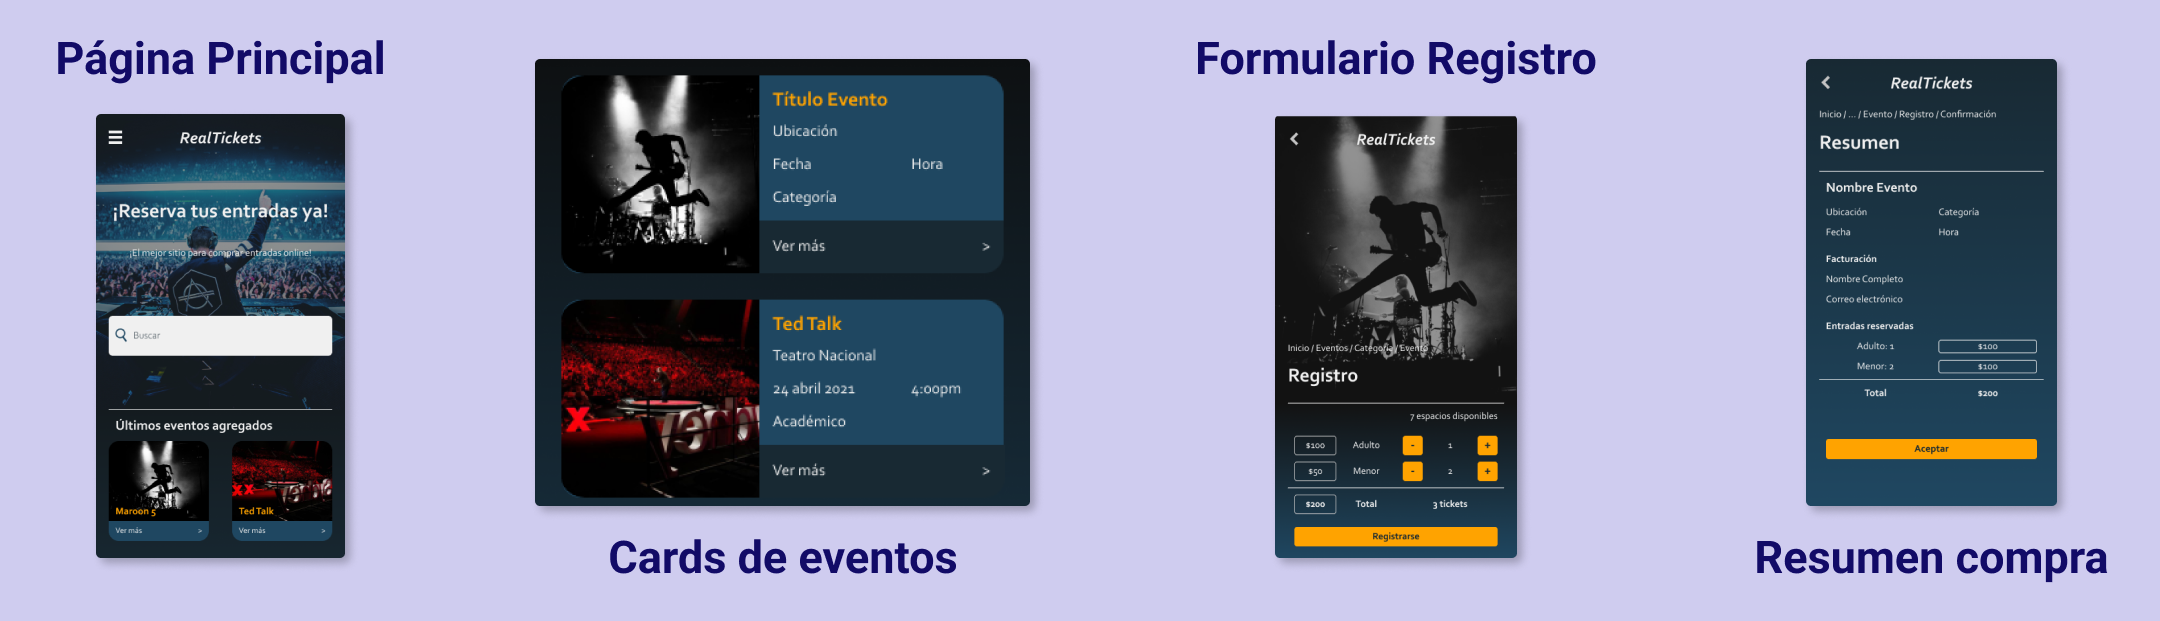 Página Principal
RealTickets
¡Reserva tus entradas ya!
¡El mejor sitio para comprar entradas online!
Buscar
Últimos eventos agregados
Maroon 5
Ver más >
Ted Talk
Ver más >
Título Evento
Ubicación
Fecha Hora
Categoría
Ver más >
Ted Talk
Teatro Nacional
24 abril 2021 4:00pm
Académico
Ver más >
Cards de eventos
Formulario Registro
RealTickets
Inicio / Eventos / Categoría / Evento
Registro
7 espacios disponibles
$100 Adulto - 1 +
$50 Menor - 2 +
$200 Total 3 tickets
Registrarse
RealTickets
Inicio / ... / Evento / Registro / Confirmación
Resumen
Nombre Evento
Ubicación Categoría
Fecha Hora
Facturación
Nombre Completo
Correo electrónico
Entradas reservadas
Adulto: 1 $100
Menor: 2 $100
Total $200
Aceptar
Resumen compra